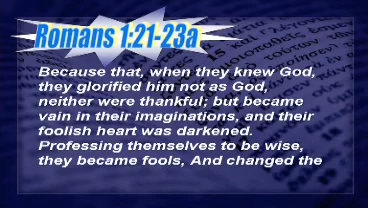 Romans 1:21-23a
Because that, when they knew God,
they glorified him not as God,
neither were thankful; but became
vain in their imaginations, and their
foolish heart was darkened.
Professing themselves to be wise,
they became fools, And changed the